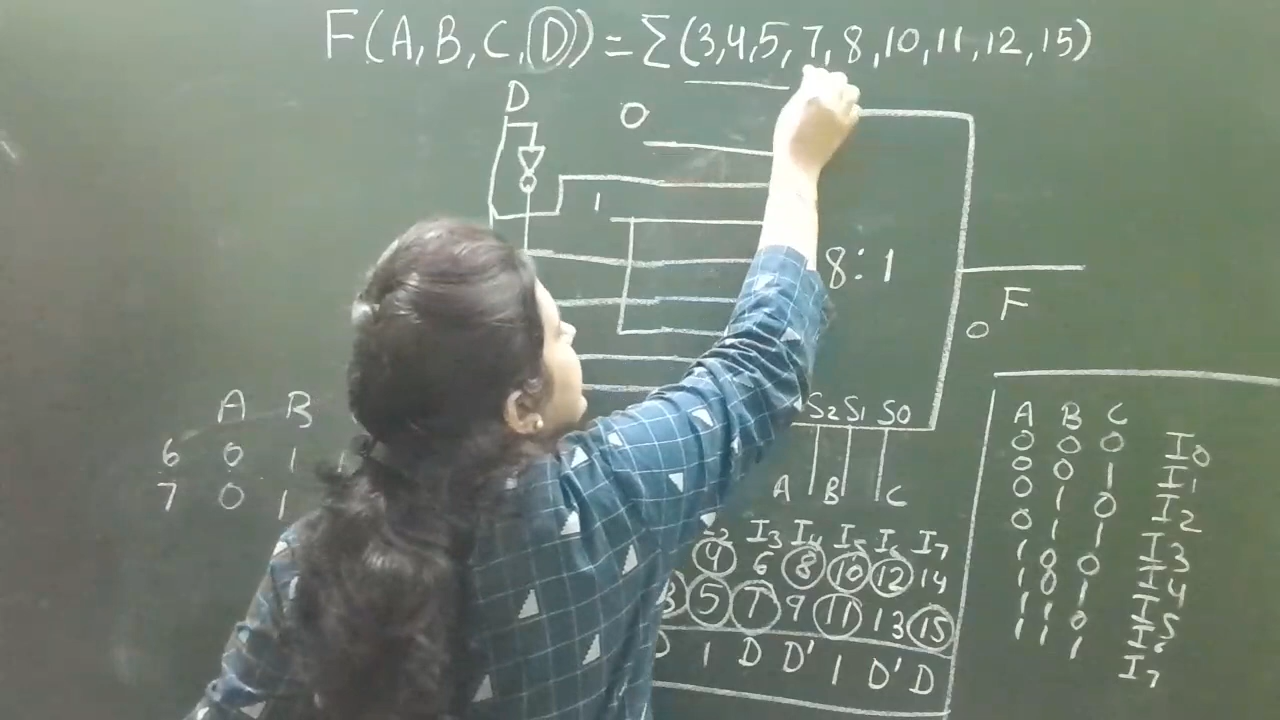 F(A,B,C,D) = Σ(3,4,5,7,8,10,11,12,15)
D
0
1
8:1
F
0
S2 S1 S0
A B C
A B
6 0 1 1
7 0 1
A B C
0 0 0 I0
0 0 1 I1
0 1 0 I2
0 1 1 I3
1 0 0 I4
1 0 1 I5
1 1 0 I6
1 1 1 I7
I3 I4 I5 I6 I7
4 6 8 10 12 14
5 7 9 11 13 15
D 1 D D' 1 D' D